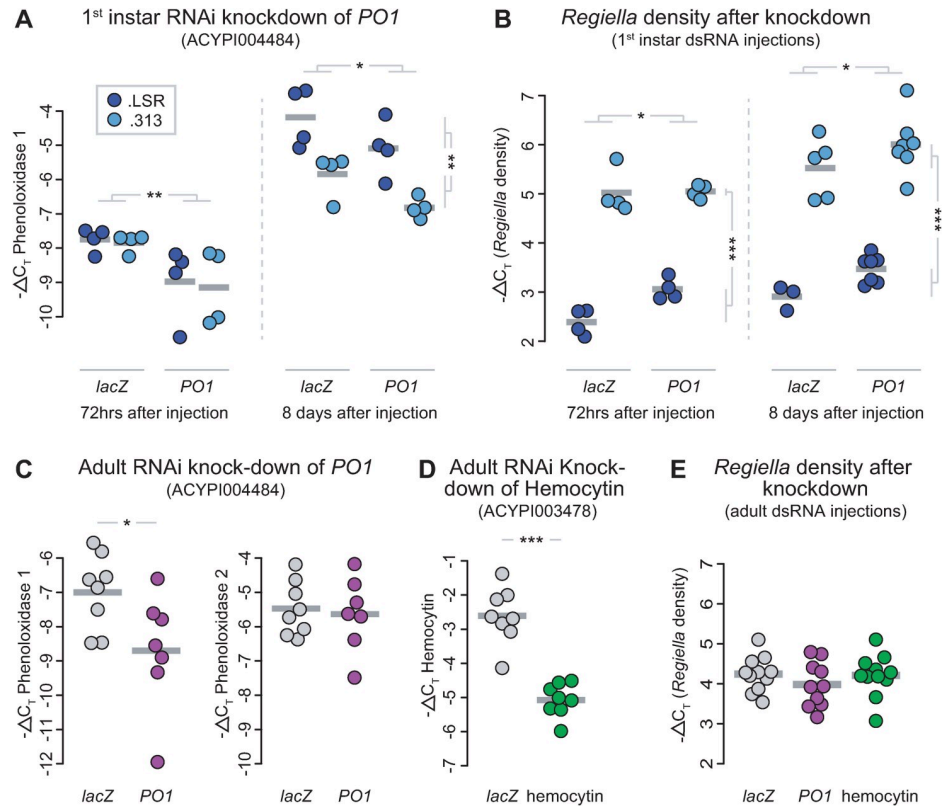 A
1st instar RNAi knockdown of PO1
(ACYPI004484)
.LSR
.313
-ΔCT Phenoloxidase 1
-4
-5
-6
-7
-8
-9
-10
**
*
**
lacZ PO1 lacZ PO1
72hrs after injection 8 days after injection
B
Regiella density after knockdown
(1st instar dsRNA injections)
-ΔCT (Regiella density)
7
6
5
4
3
2
*
***
*
***
lacZ PO1 lacZ PO1
72hrs after injection 8 days after injection
C
Adult RNAi knock-down of PO1
(ACYPI004484)
*
-ΔCT Phenoloxidase 1
-6
-7
-8
-9
-10
-11
-12
lacZ PO1
-ΔCT Phenoloxidase 2
-4
-5
-6
-7
-8
-9
-10
lacZ PO1
D
Adult RNAi Knock-
down of Hemocytin
(ACYPI003478)
***
-ΔCT Hemocytin
-1
-2
-3
-4
-5
-6
-7
lacZ hemocytin
E
Regiella density after
knockdown
(adult dsRNA injections)
-ΔCT (Regiella density)
7
6
5
4
3
2
lacZ PO1 hemocytin